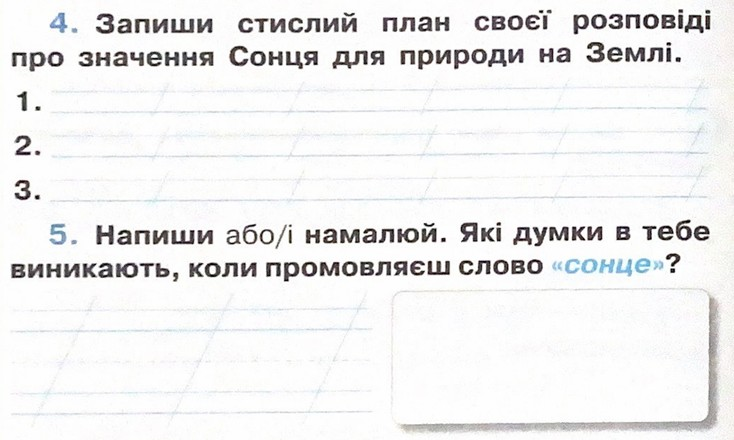 4. Запиши стислий план своєї розповіді
про значення Сонця для природи на Землі.
1.
2.
3.
5. Напиши або/і намалюй. Які думки в тебе
виникають, коли промовляєш слово «сонце»?